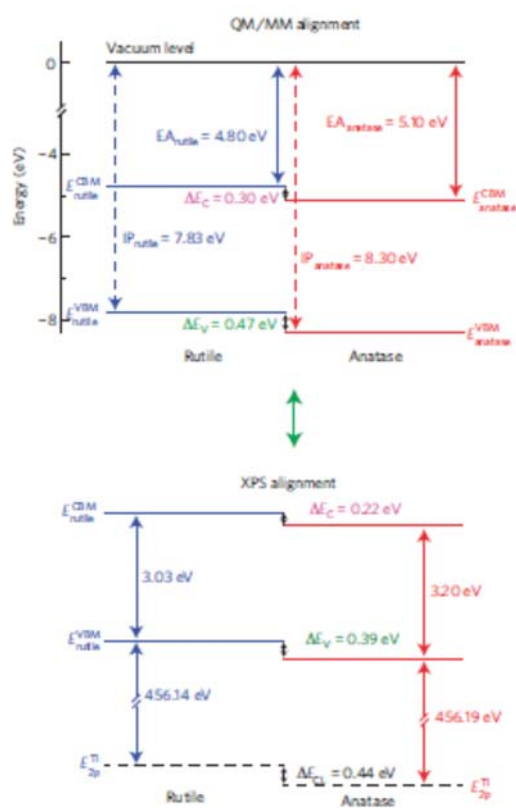 QM/MM alignment
Vacuum level
0
−4
−6
−8
Energy (eV)
EA rutile = 4.80 eV
EA anatase = 5.10 eV
E CBM rutile
ΔE C = 0.30 eV
E CBM anatase
IP rutile = 7.83 eV
IP anatase = 8.30 eV
E VBM rutile
ΔE V = 0.47 eV
E VBM anatase
Rutile
Anatase
XPS alignment
E CBM rutile
ΔE C = 0.22 eV
3.03 eV
3.20 eV
E VBM rutile
ΔE V = 0.39 eV
456.14 eV
456.19 eV
E Ti 2p
ΔE CL = 0.44 eV
E Ti 2p
Rutile
Anatase